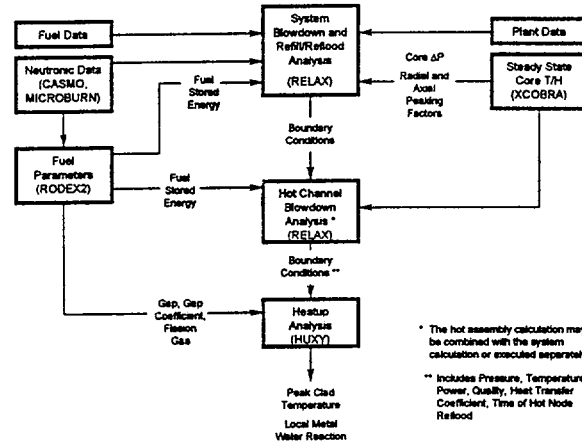 Fuel Data
System
Blowdown and
Refill/Reflood
Analysis
(RELAX)
Plant Data
Neutronic Data
(CASMO,
MICROBURN)
Fuel
Stored
Energy
Core ΔP
Radial and
Axial
Peaking
Factors
Steady State
Core T/H
(XCOBRA)
Boundary
Conditions
Fuel
Parameters
(RODEX2)
Fuel
Stored
Energy
Hot Channel
Blowdown
Analysis *
(RELAX)
Boundary
Conditions **
Gap, Gap
Coefficient,
Fission
Gas
Heatup
Analysis
(HUXY)
Peak Clad
Temperature
Local Metal
Water Reaction
* The hot assembly calculation may
be combined with the system
calculation or executed separately
** Includes Pressure, Temperature
Power, Quality, Heat Transfer
Coefficient, Time of Hot Node
Reflood